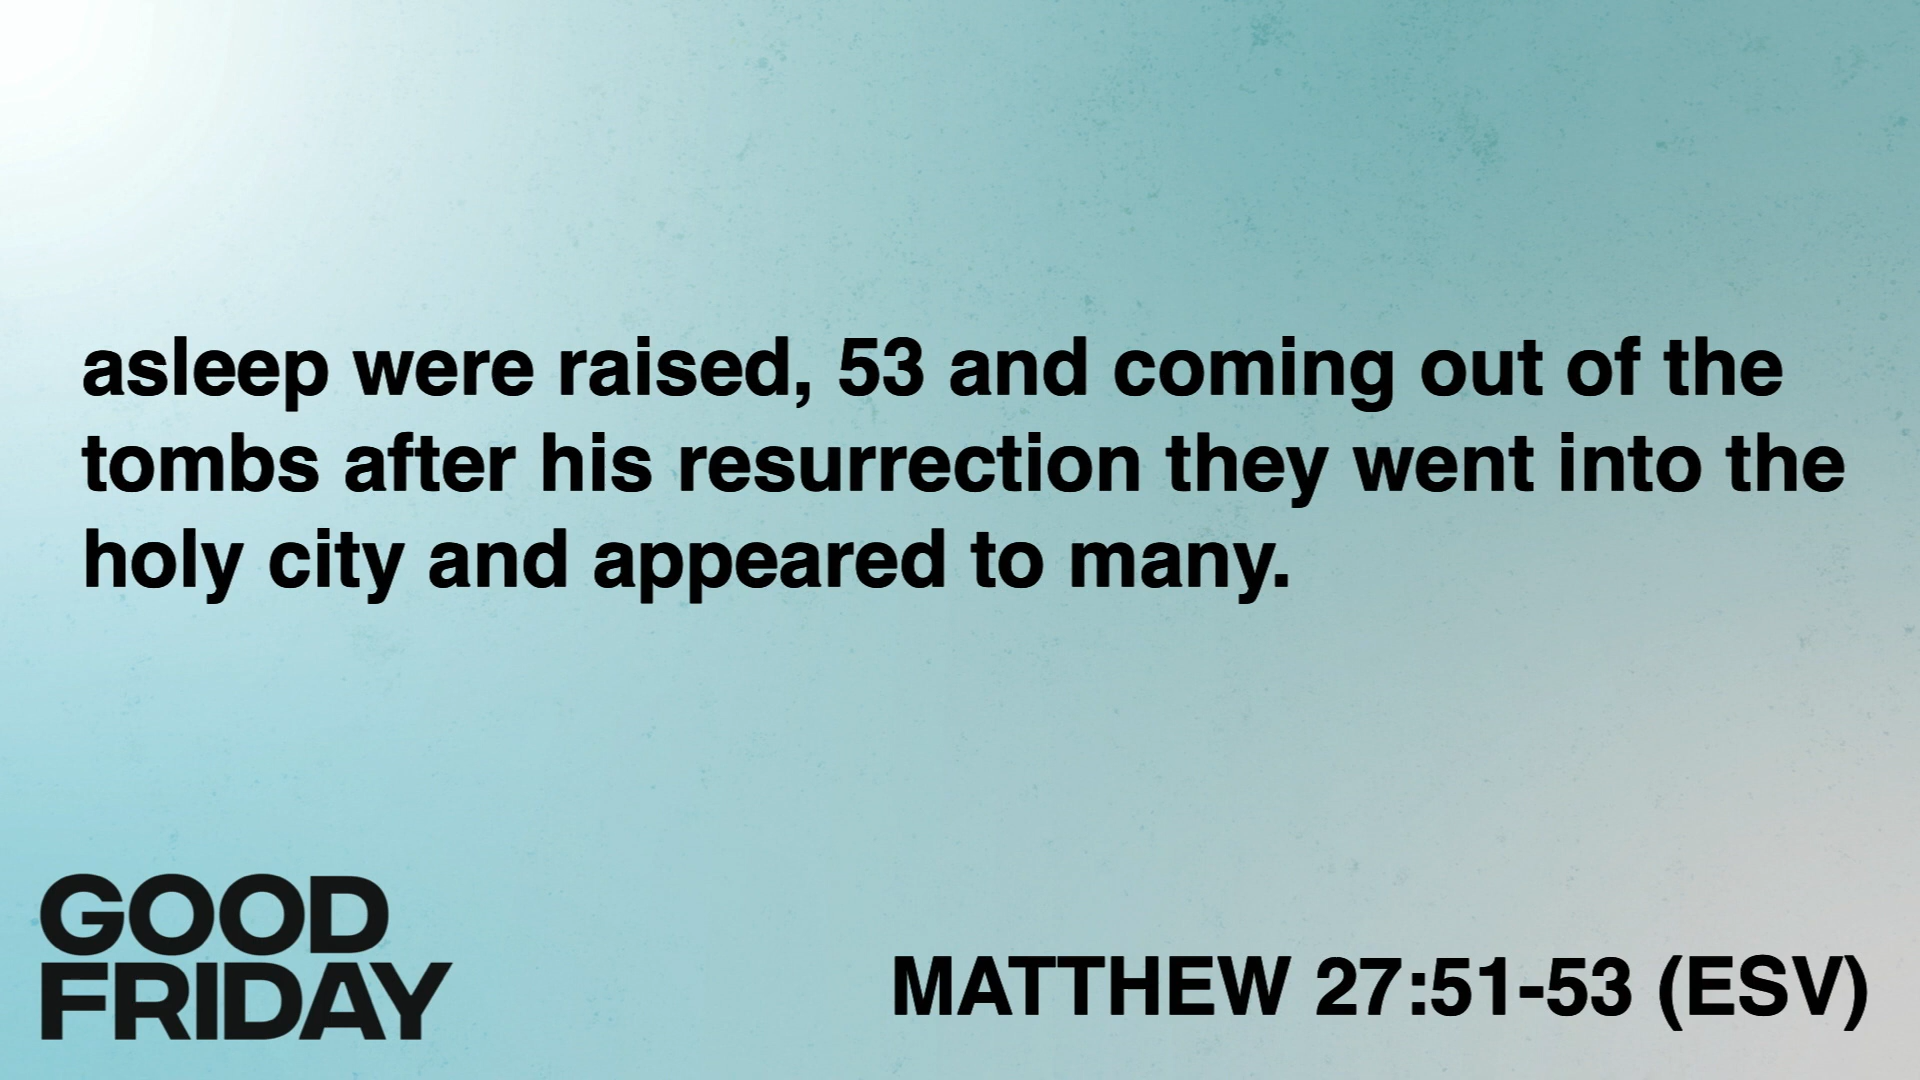 asleep were raised, 53 and coming out of the
tombs after his resurrection they went into the
holy city and appeared to many.
GOOD
FRIDAY
MATTHEW 27:51-53 (ESV)